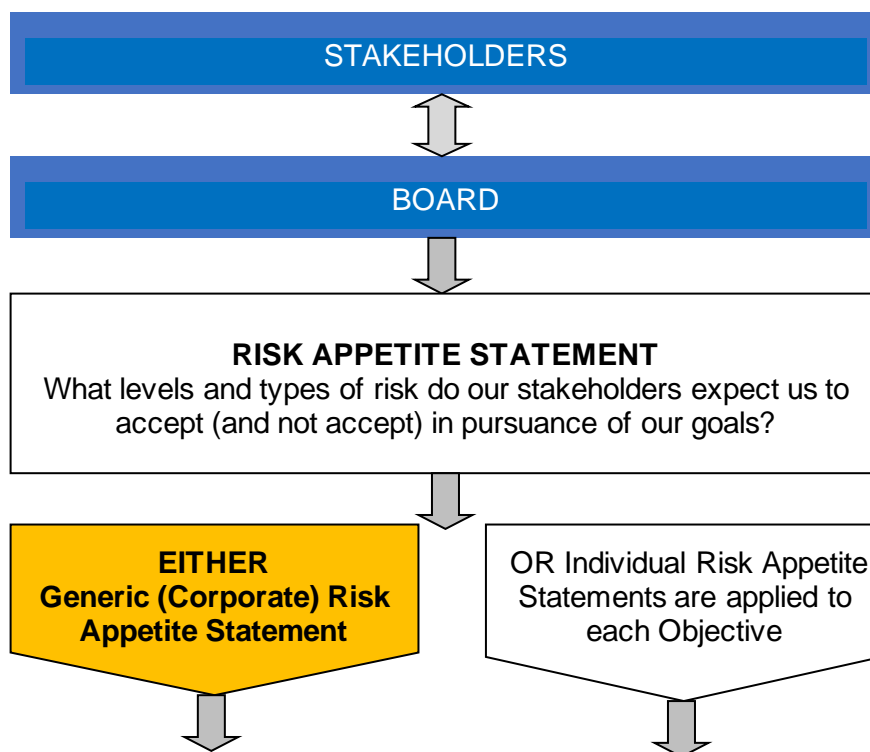 STAKEHOLDERS
BOARD
RISK APPETITE STATEMENT
What levels and types of risk do our stakeholders expect us to
accept (and not accept) in pursuance of our goals?
EITHER
Generic (Corporate) Risk
Appetite Statement
OR Individual Risk Appetite
Statements are applied to
each Objective